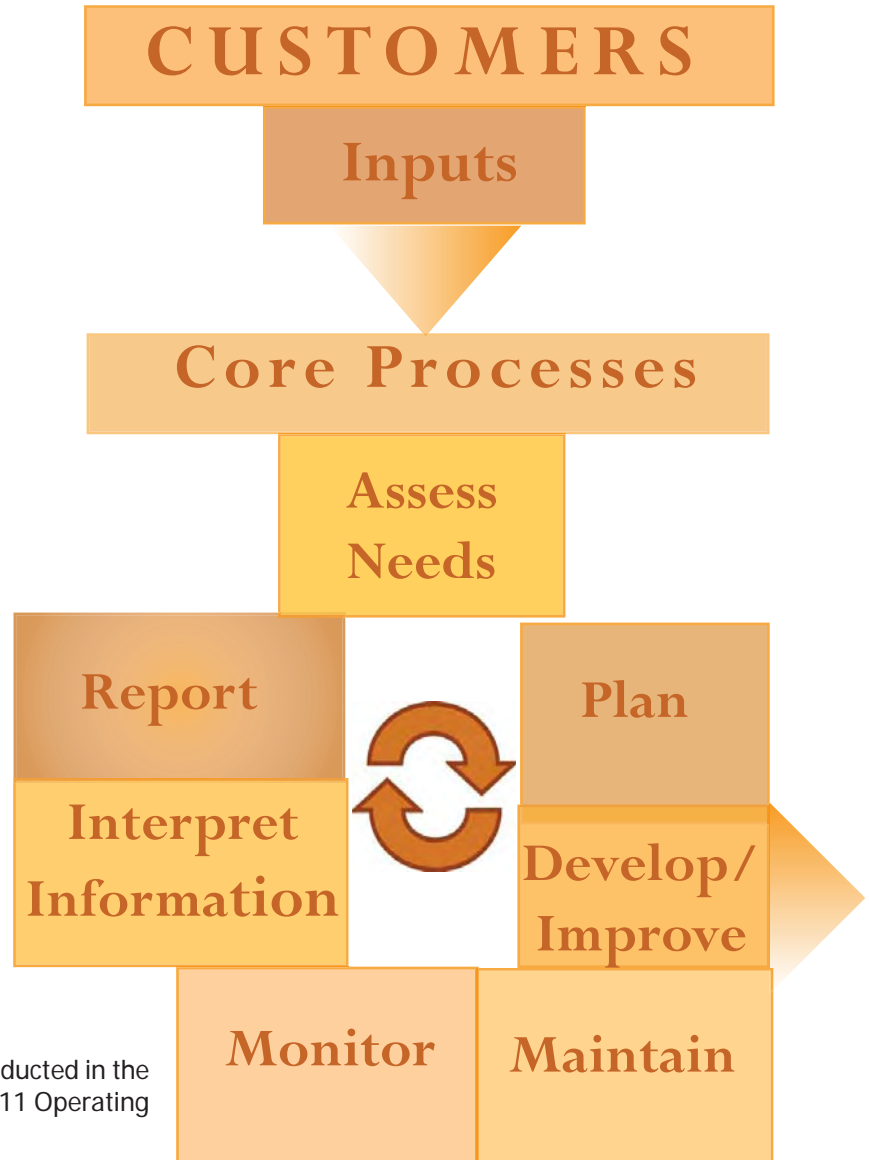 CUSTOMERS
Inputs
Core Processes
Assess
Needs
Report
Plan
Interpret
Information
Develop/
Improve
Monitor
Maintain
ducted in the
11 Operating